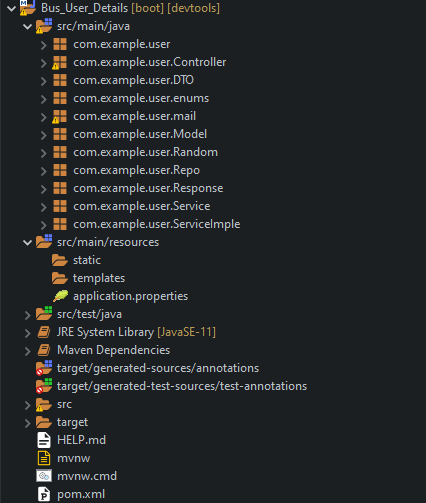 Bus_User_Details [boot] [devtools]
src/main/java
com.example.user
com.example.user.Controller
com.example.user.DTO
com.example.user.enums
com.example.user.mail
com.example.user.Model
com.example.user.Random
com.example.user.Repo
com.example.user.Response
com.example.user.Service
com.example.user.ServiceImple
src/main/resources
static
templates
application.properties
src/test/java
JRE System Library [JavaSE-11]
Maven Dependencies
target/generated-sources/annotations
target/generated-test-sources/test-annotations
src
target
HELP.md
mvnw
mvnw.cmd
pom.xml